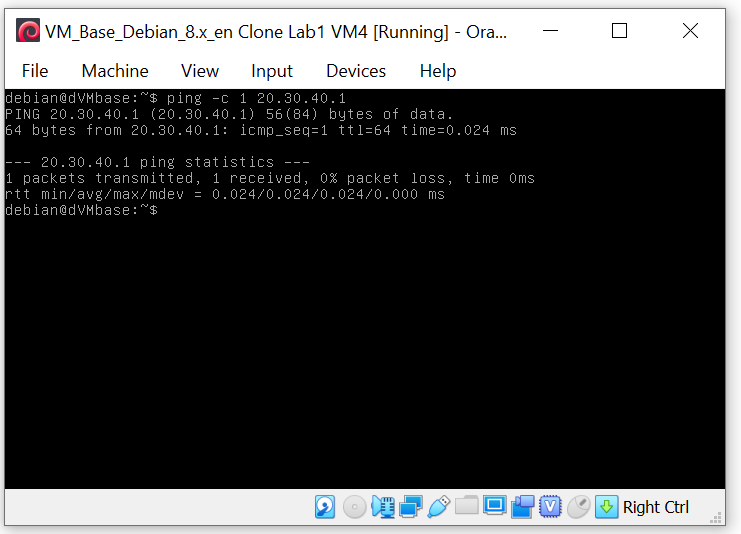 VM_Base_Debian_8.x_en Clone Lab1 VM4 [Running] - Ora...
File Machine View Input Devices Help
debian@dVMbase:~$ ping -c 1 20.30.40.1
PING 20.30.40.1 (20.30.40.1) 56(84) bytes of data.
64 bytes from 20.30.40.1: icmp_seq=1 ttl=64 time=0.024 ms
--- 20.30.40.1 ping statistics ---
1 packets transmitted, 1 received, 0% packet loss, time 0ms
rtt min/avg/max/mdev = 0.024/0.024/0.024/0.000 ms
debian@dVMbase:~$
Right Ctrl